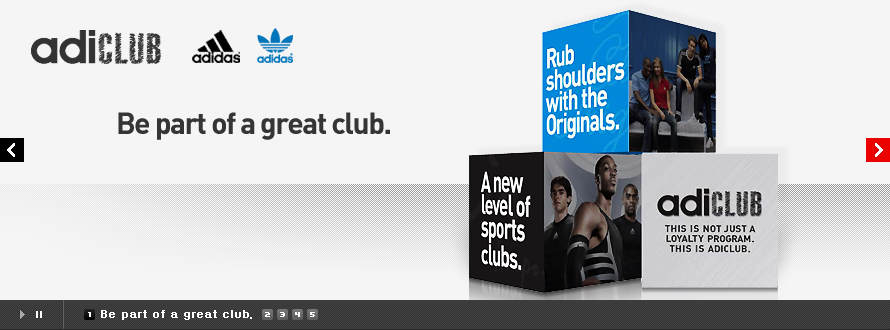 adiCLUB
adidas
adidas
Be part of a great club.
Rub
shoulders
with the
Originals.
A new
level of
sports
clubs.
adiCLUB
THIS IS NOT JUST A
LOYALTY PROGRAM.
THIS IS ADICLUB.
1 Be part of a great club. 2 3 4 5